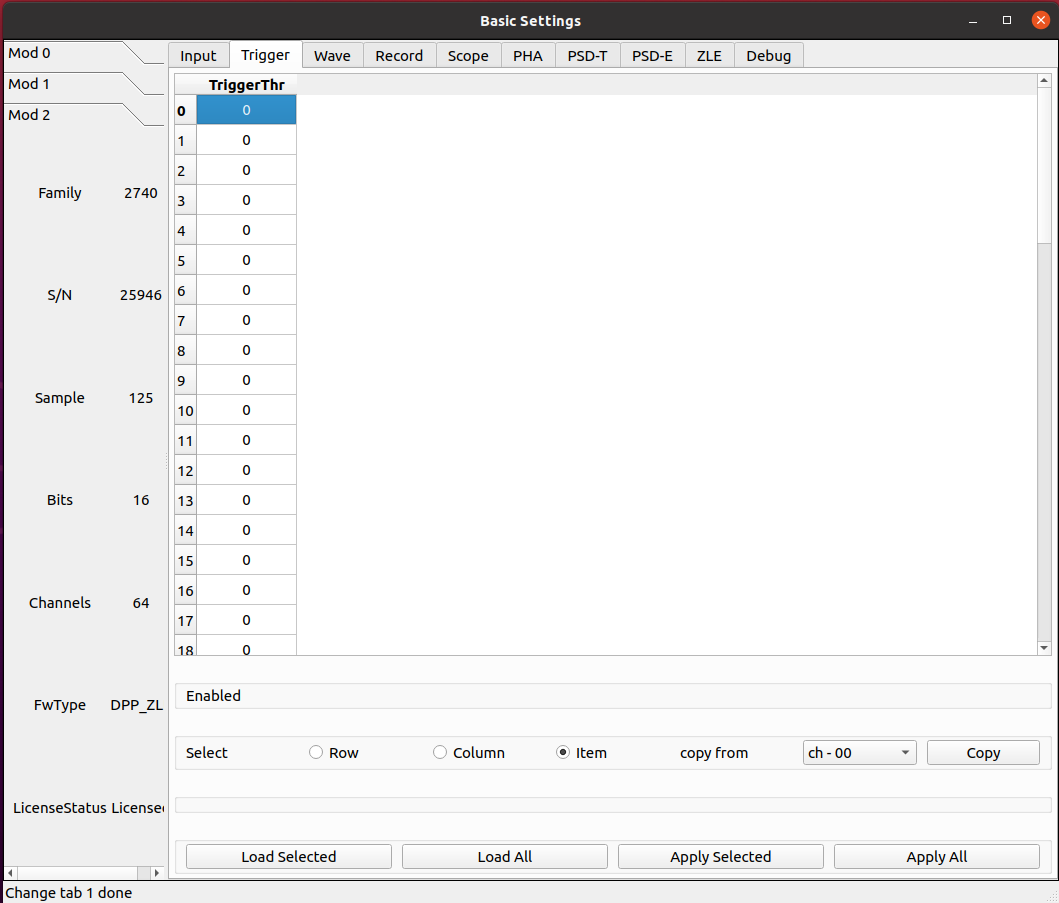 Basic Settings
Mod 0
Mod 1
Mod 2
Family 2740
S/N 25946
Sample 125
Bits 16
Channels 64
FwType DPP_ZL
LicenseStatus Licensed
Input Trigger Wave Record Scope PHA PSD-T PSD-E ZLE Debug
TriggerThr
0 0
1 0
2 0
3 0
4 0
5 0
6 0
7 0
8 0
9 0
10 0
11 0
12 0
13 0
14 0
15 0
16 0
17 0
18 0
Enabled
Select Row Column Item copy from ch - 00 Copy
Load Selected Load All Apply Selected Apply All
Change tab 1 done